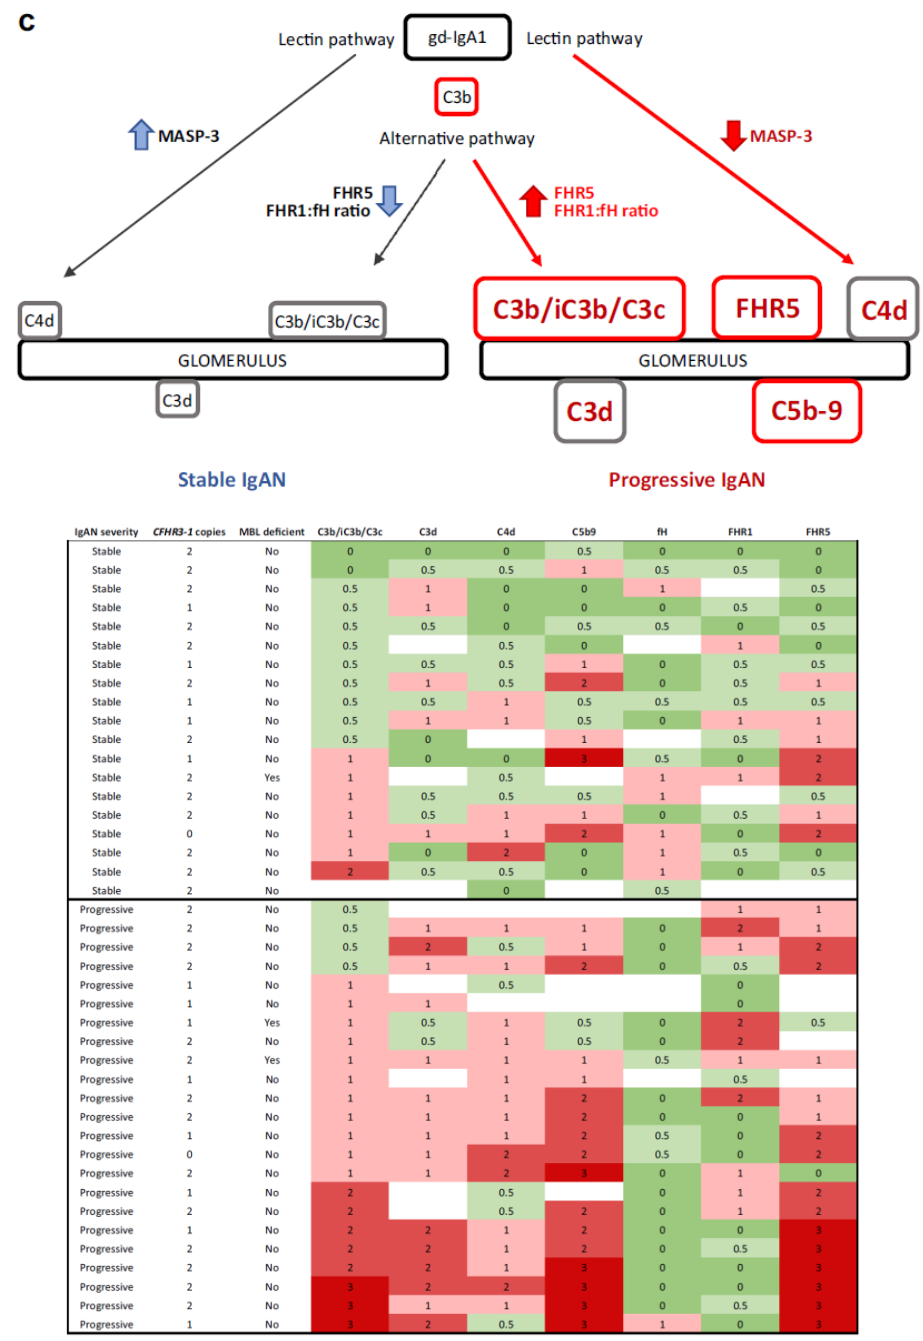 C
Lectin pathway gd-IgA1 Lectin pathway
C3b
Alternative pathway
MASP-3
MASP-3
FHR5
FHR1:fH ratio
FHR5
FHR1:fH ratio
C4d
C3b/iC3b/C3c
GLOMERULUS
C3d
C3b/iC3b/C3c
FHR5
C4d
GLOMERULUS
C3d
C5b-9
Stable IgAN
Progressive IgAN
IgAN severity CFHR3-1 copies MBL deficient C3b/iC3b/C3c C3d C4d C5b9 fH FHR1 FHR5
Stable 2 No 0 0 0 0.5 0 0 0
Stable 2 No 0 0.5 0.5 1 0.5 0.5 0
Stable 2 No 0.5 1 0 0 1 0.5
Stable 1 No 0.5 1 0 0 0 0.5 0
Stable 2 No 0.5 0.5 0 0.5 0.5 0 0.5
Stable 2 No 0.5 0.5 0 1 0
Stable 1 No 0.5 0.5 0.5 1 0 0.5 0.5
Stable 2 No 0.5 1 0.5 2 0 0.5 1
Stable 1 No 0.5 0.5 1 0.5 0.5 0.5 0.5
Stable 1 No 0.5 1 1 0.5 0 1 1
Stable 2 No 0.5 0 1 0.5 1
Stable 1 No 1 0 0 3 0.5 0 2
Stable 2 Yes 1 0.5 1 1 2
Stable 2 No 1 0.5 0.5 0.5 1 0.5
Stable 2 No 1 0.5 1 1 0 0.5 1
Stable 0 No 1 1 1 2 1 0 2
Stable 2 No 1 0 2 0 1 0.5 0
Stable 2 No 2 0.5 0.5 0 1 0 0.5
Stable 2 No 0 0.5
Progressive 2 No 0.5 1 1
Progressive 2 No 0.5 1 1 1 0 2 1
Progressive 2 No 0.5 2 0.5 1 0 1 2
Progressive 2 No 0.5 1 1 2 0 0.5 2
Progressive 1 No 1 0.5 0
Progressive 1 No 1 1 0
Progressive 1 Yes 1 0.5 1 0.5 0 2 0.5
Progressive 2 No 1 0.5 1 0.5 0 2
Progressive 2 Yes 1 1 1 1 0.5 1 1
Progressive 1 No 1 1 1 0.5
Progressive 2 No 1 1 1 2 0 2 1
Progressive 2 No 1 1 1 2 0 0 1
Progressive 1 No 1 1 1 2 0.5 0 2
Progressive 0 No 1 1 2 2 0.5 0 2
Progressive 2 No 1 1 2 3 0 1 0
Progressive 1 No 2 0.5 0 1 2
Progressive 2 No 2 0.5 2 0 1 2
Progressive 1 No 2 2 1 2 0 0 3
Progressive 2 No 2 2 1 2 0 0.5 3
Progressive 2 No 2 2 1 3 0 0 3
Progressive 2 No 3 2 2 3 0 0 3
Progressive 2 No 3 1 1 3 0 0.5 3
Progressive 1 No 3 2 0.5 3 1 0 3